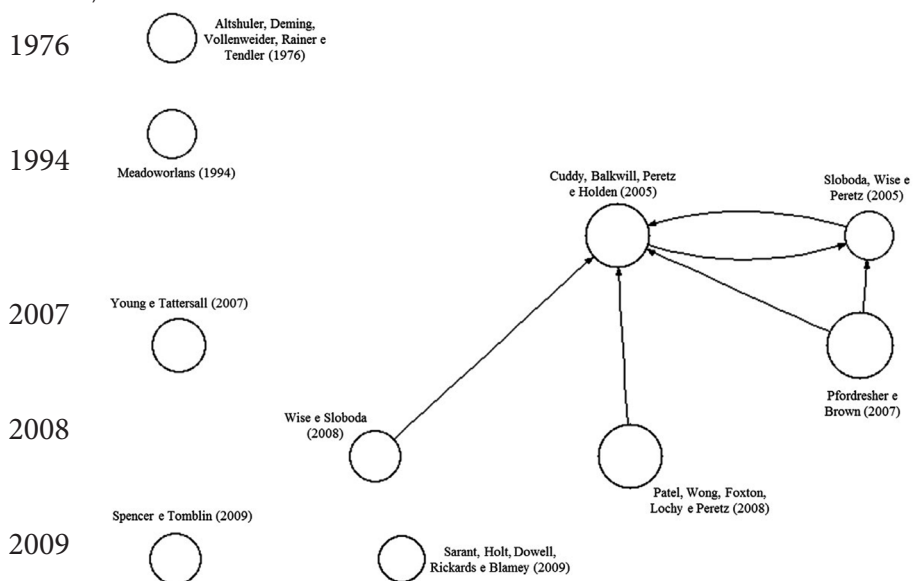 1976
Altshuler, Deming,
Vollenweider, Rainer e
Tendler (1976)
1994
Meadoworlans (1994)
Cuddy, Balkwill, Peretz
e Holden (2005)
Sloboda, Wise e
Peretz (2005)
2007
Young e Tattersall (2007)
Pfordresher e
Brown (2007)
2008
Wise e Sloboda
(2008)
Patel, Wong, Foxton,
Lochy e Peretz (2008)
2009
Spencer e Tomblin (2009)
Sarant, Holt, Dowell,
Rickards e Blamey (2009)